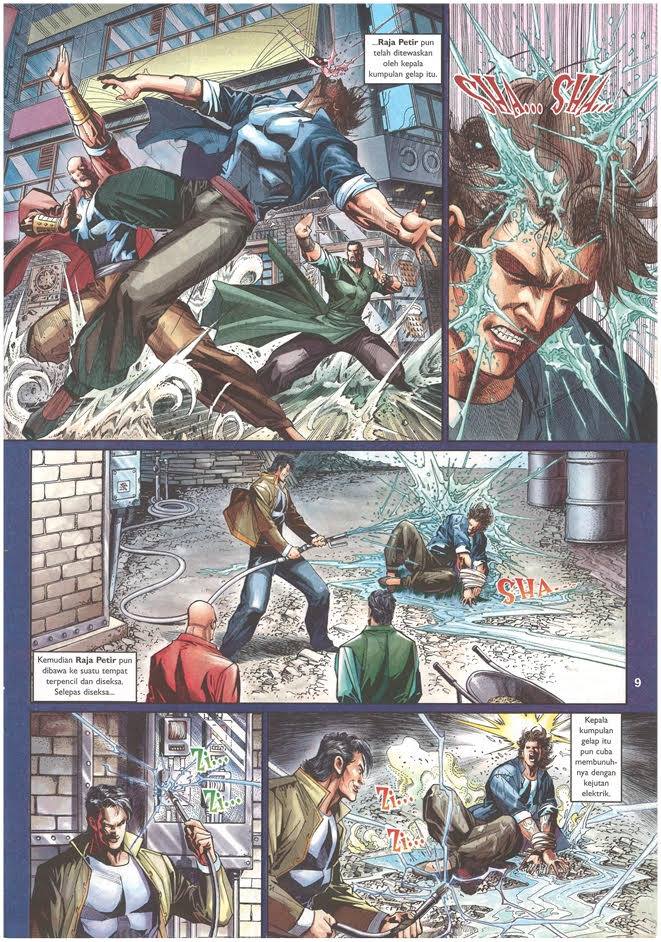 ...Raja Petir pun
telah ditewaskan
oleh kepala
kumpulan gelap itu.
SHA... SHA...
SHA...
Kemudian Raja Petir pun
dibawa ke suatu tempat
terpencil dan diseksa.
Selepas diseksa...
9
Zi...
Zi...
Zi...
Zi...
Kepala
kumpulan
gelap itu
pun cuba
membunuh-
nya dengan
kejutan
elektrik.